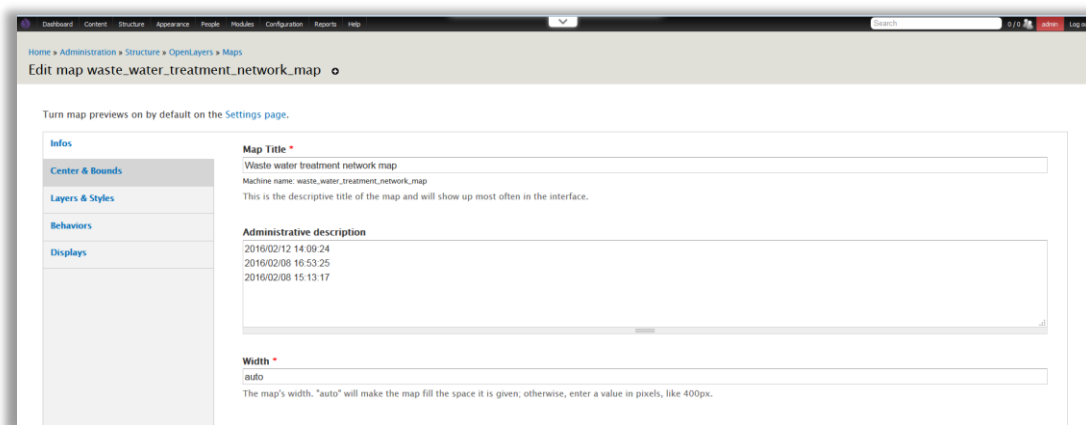 Dashboard Content Structure Appearance People Modules Configuration Reports Help Search 0 / 0 admin Log
Home » Administration » Structure » OpenLayers » Maps
Edit map waste_water_treatment_network_map
Turn map previews on by default on the Settings page.
Infos
Center & Bounds
Layers & Styles
Behaviors
Displays
Map Title *
Waste water treatment network map
Machine name: waste_water_treatment_network_map
This is the descriptive title of the map and will show up most often in the interface.
Administrative description
2016/02/12 14:09:24
2016/02/08 16:53:25
2016/02/08 15:13:17
Width *
auto
The map's width. "auto" will make the map fill the space it is given; otherwise, enter a value in pixels, like 400px.